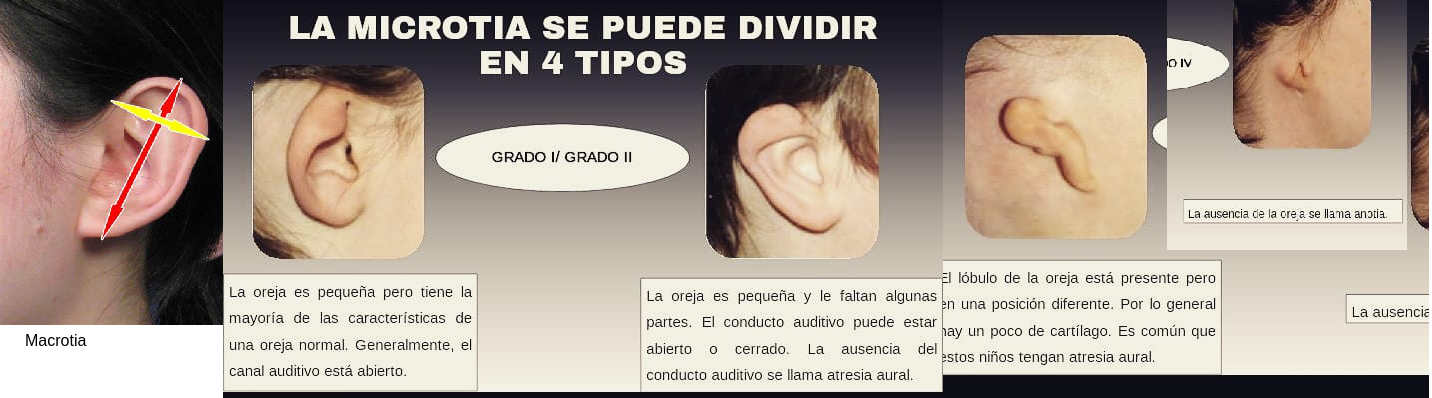 Macrotia
LA MICROTIA SE PUEDE DIVIDIR
EN 4 TIPOS
GRADO I/ GRADO II
La oreja es pequeña pero tiene la
mayoría de las características de
una oreja normal. Generalmente, el
canal auditivo está abierto.
La oreja es pequeña y le faltan algunas
partes. El conducto auditivo puede estar
abierto o cerrado. La ausencia del
conducto auditivo se llama atresia aural.
El lóbulo de la oreja está presente pero
en una posición diferente. Por lo general
hay un poco de cartílago. Es común que
estos niños tengan atresia aural.
IV
La ausencia de la oreja se llama anotia.
La ausencia